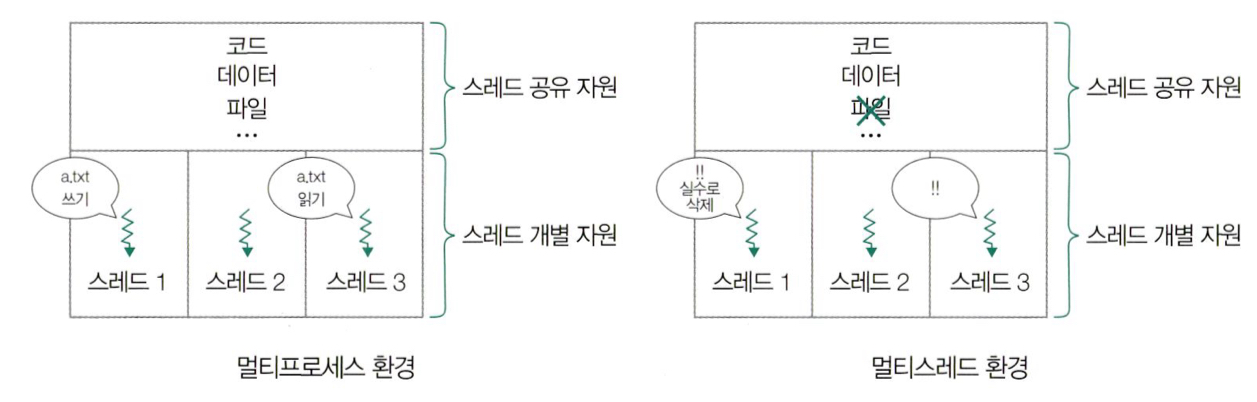 코드
데이터
파일
...
스레드 공유 자원
a.txt
쓰기
a.txt
읽기
스레드 개별 자원
스레드 1
스레드 2
스레드 3
멀티프로세스 환경
코드
데이터
파일
...
스레드 공유 자원
!!
실수로
삭제
!!
스레드 개별 자원
스레드 1
스레드 2
스레드 3
멀티스레드 환경